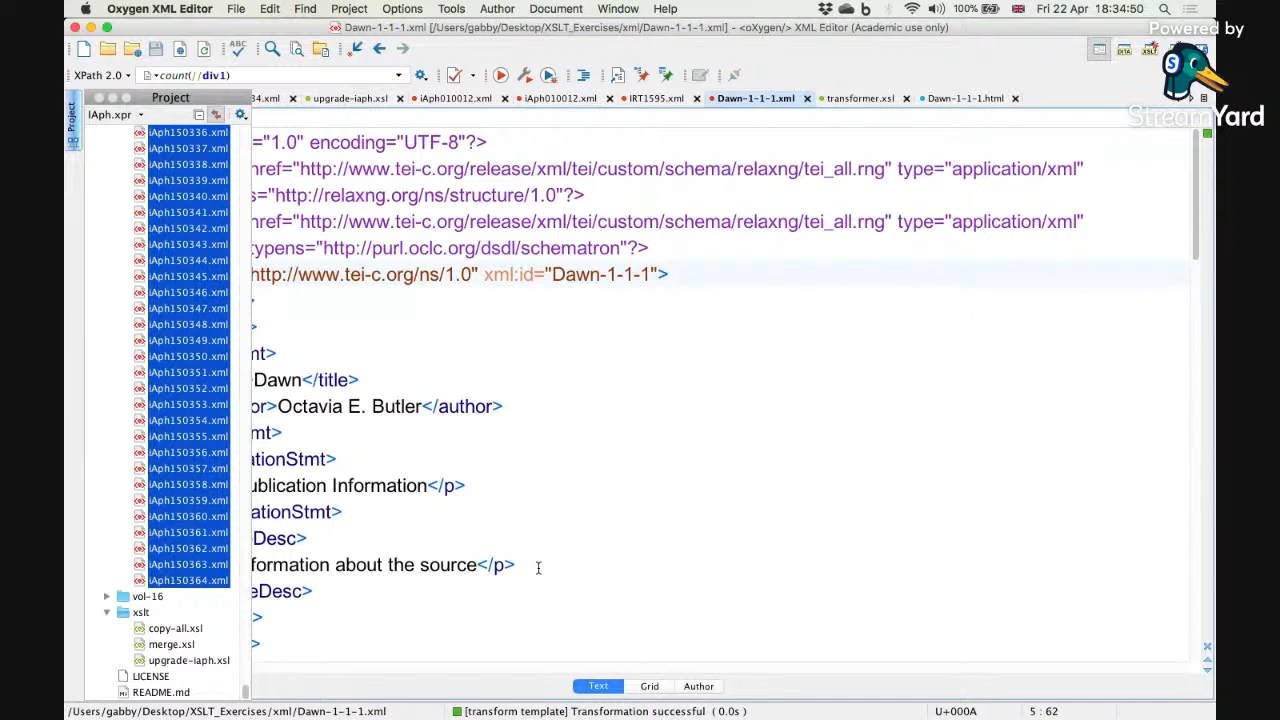 Oxygen XML Editor File Edit Find Project Options Tools Author Document Window Help 100% Fri 22 Apr 18:34:50
Dawn-1-1-1.xml [/Users/gabby/Desktop/XSLT_Exercises/xml/Dawn-1-1-1.xml] - <oXygen/> XML Editor (Academic use only)
Powered by
StreamYard
XPath 2.0 count(//div1)
Project
34.xml upgrade-iaph.xsl iAph010012.xml iAph010012.xml IRT1595.xml Dawn-1-1-1.xml transformer.xsl Dawn-1-1-1.html
IAph.xpr
iAph150336.xml
iAph150337.xml
iAph150338.xml
iAph150339.xml
iAph150340.xml
iAph150341.xml
iAph150342.xml
iAph150343.xml
iAph150344.xml
iAph150345.xml
iAph150346.xml
iAph150347.xml
iAph150348.xml
iAph150349.xml
iAph150350.xml
iAph150351.xml
iAph150352.xml
iAph150353.xml
iAph150354.xml
iAph150355.xml
iAph150356.xml
iAph150357.xml
iAph150358.xml
iAph150359.xml
iAph150360.xml
iAph150361.xml
iAph150362.xml
iAph150363.xml
iAph150364.xml
vol-16
xslt
copy-all.xsl
merge.xsl
upgrade-iaph.xsl
LICENSE
README.md
Project
="1.0" encoding="UTF-8"?>
href="http://www.tei-c.org/release/xml/tei/custom/schema/relaxng/tei_all.rng" type="application/xml"
s="http://relaxng.org/ns/structure/1.0"?>
href="http://www.tei-c.org/release/xml/tei/custom/schema/relaxng/tei_all.rng" type="application/xml"
typens="http://purl.oclc.org/dsdl/schematron"?>
http://www.tei-c.org/ns/1.0" xml:id="Dawn-1-1-1">
>
>
mt>
Dawn</title>
or>Octavia E. Butler</author>
mt>
ationStmt>
ublication Information</p>
ationStmt>
eDesc>
formation about the source</p>
eDesc>
>
>
Text Grid Author
/Users/gabby/Desktop/XSLT_Exercises/xml/Dawn-1-1-1.xml [transform template] Transformation successful ( 0.0s ) U+000A 5 : 62